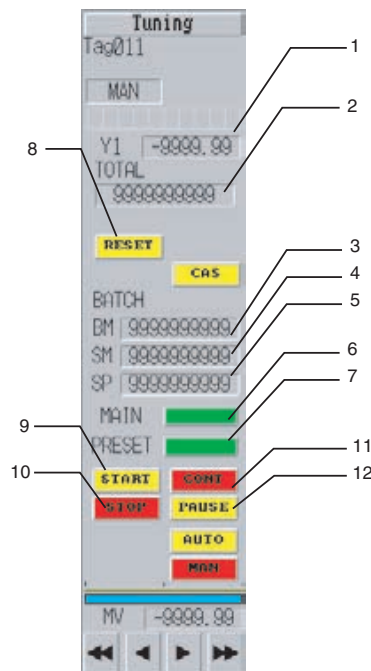 Tuning
Tag011
1
MAN
2
Y1 -9999.99
8
TOTAL
9999999999
RESET
3
CAS
4
BATCH
5
BM 9999999999
SM 9999999999
6
SP 9999999999
7
MAIN
9
PRESET
11
START CONT
10
12
STOP PAUSE
AUTO
MAN
MV -9999.99